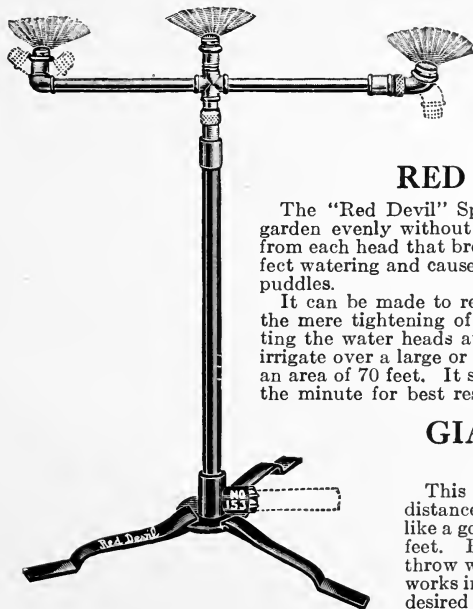 RED
The "Red Devil" Sp
garden evenly without
from each head that bre
fect watering and cause
puddles.
It can be made to re
the mere tightening of
ting the water heads a
irrigate over a large or
an area of 70 feet. It s
the minute for best res
GIA
This
distance
like a go
feet.
throw w
works in
desired
NO.
153
Red Devil